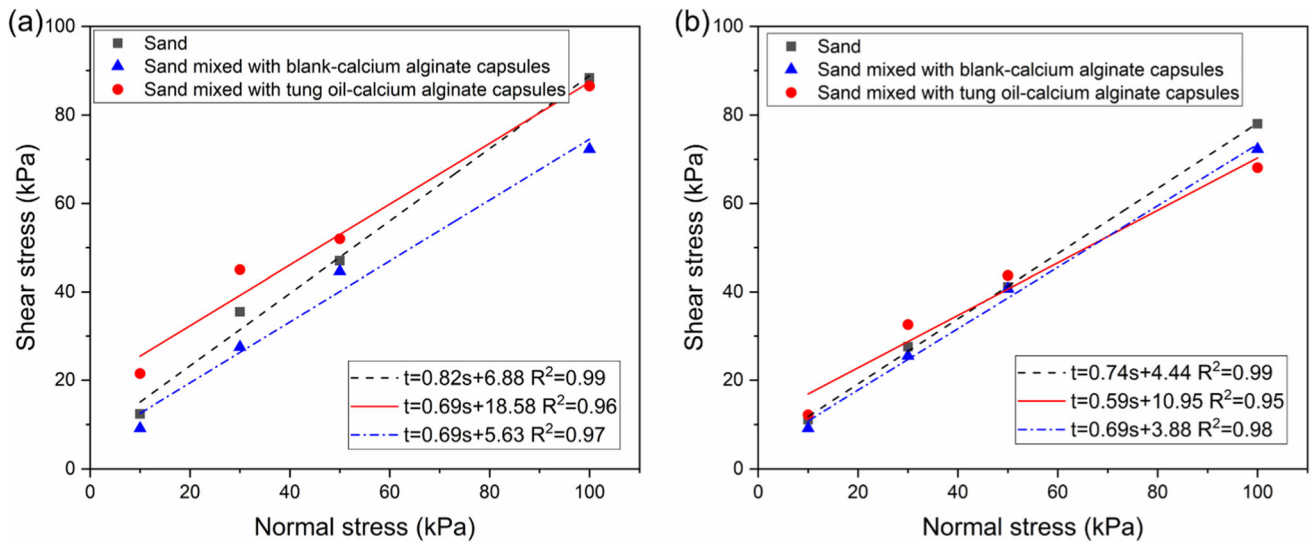 (a)
100
80
60
40
20
0
Shear stress (kPa)
Sand
Sand mixed with blank-calcium alginate capsules
Sand mixed with tung oil-calcium alginate capsules
t=0.82s+6.88 R²=0.99
t=0.69s+18.58 R²=0.96
t=0.69s+5.63 R²=0.97
0 20 40 60 80 100
Normal stress (kPa)
(b)
100
80
60
40
20
0
Shear stress (kPa)
Sand
Sand mixed with blank-calcium alginate capsules
Sand mixed with tung oil-calcium alginate capsules
t=0.74s+4.44 R²=0.99
t=0.59s+10.95 R²=0.95
t=0.69s+3.88 R²=0.98
0 20 40 60 80 100
Normal stress (kPa)